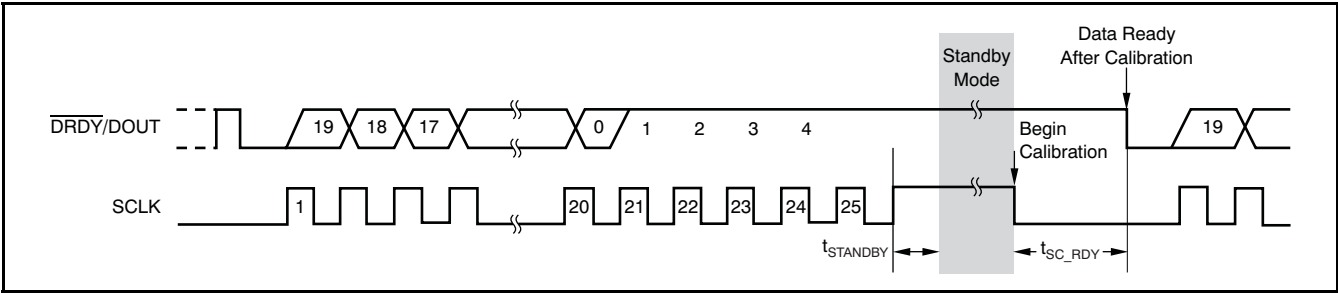 Data Ready
After Calibration
Standby
Mode
DRDY/DOUT
19 18 17 0 1 2 3 4 19
Begin
Calibration
SCLK
1 20 21 22 23 24 25
tSTANDBY
tSC_RDY